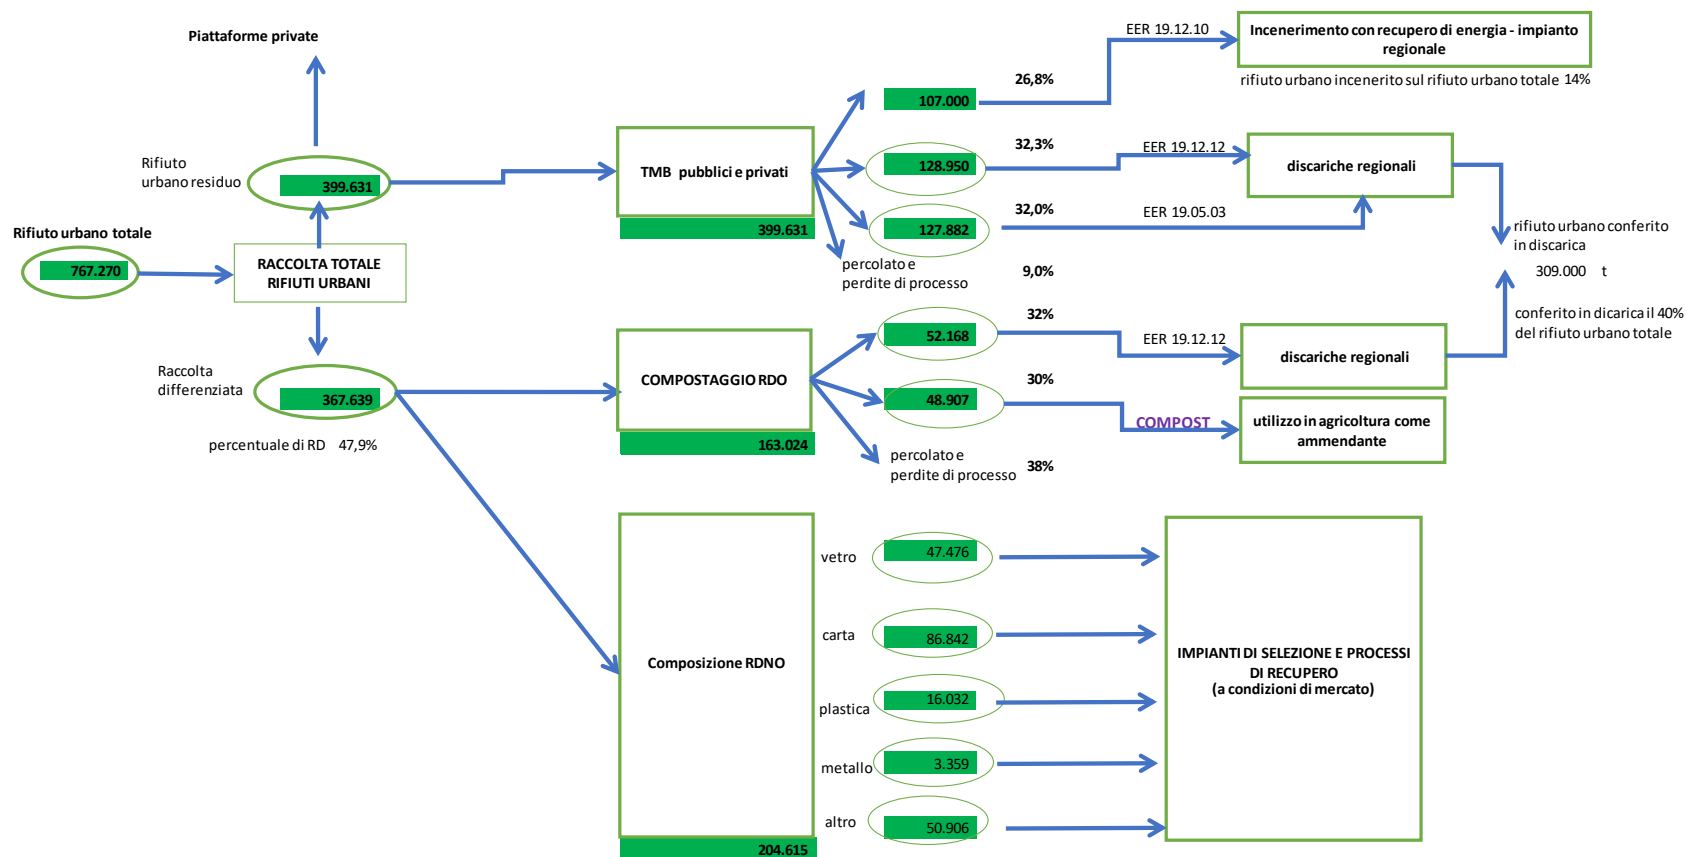 Piattaforme private
Rifiuto
urbano residuo
399.631
Rifiuto urbano totale
767.270
RACCOLTA TOTALE
RIFIUTI URBANI
Raccolta
differenziata
367.639
percentuale di RD 47,9%
TMB pubblici e privati
399.631
107.000
26,8%
EER 19.12.10
Incenerimento con recupero di energia - impianto
regionale
rifiuto urbano incenerito sul rifiuto urbano totale 14%
128.950
32,3%
EER 19.12.12
discariche regionali
127.882
32,0%
EER 19.05.03
percolato e
perdite di processo
9,0%
rifiuto urbano conferito
in discarica
309.000 t
conferito in dicarica il 40%
del rifiuto urbano totale
COMPOSTAGGIO RDO
163.024
52.168
32%
EER 19.12.12
discariche regionali
48.907
30%
COMPOST
utilizzo in agricoltura come
ammendante
percolato e
perdite di processo
38%
Composizione RDNO
204.615
vetro
47.476
carta
86.842
plastica
16.032
metallo
3.359
altro
50.906
IMPIANTI DI SELEZIONE E PROCESSI
DI RECUPERO
(a condizioni di mercato)